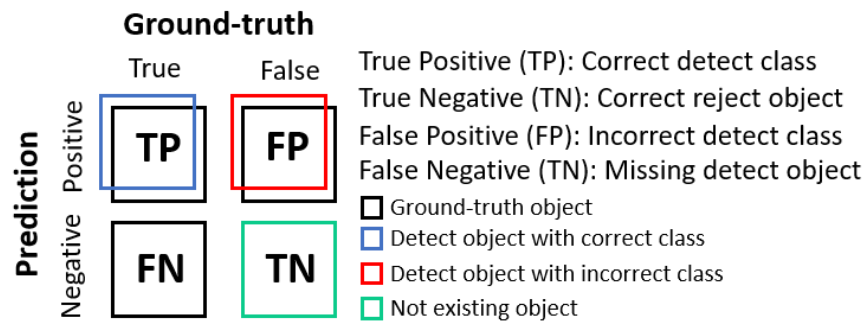 Ground-truth
True False
Prediction
Positive
Negative
TP FP
FN TN
True Positive (TP): Correct detect class
True Negative (TN): Correct reject object
False Positive (FP): Incorrect detect class
False Negative (TN): Missing detect object
Ground-truth object
Detect object with correct class
Detect object with incorrect class
Not existing object